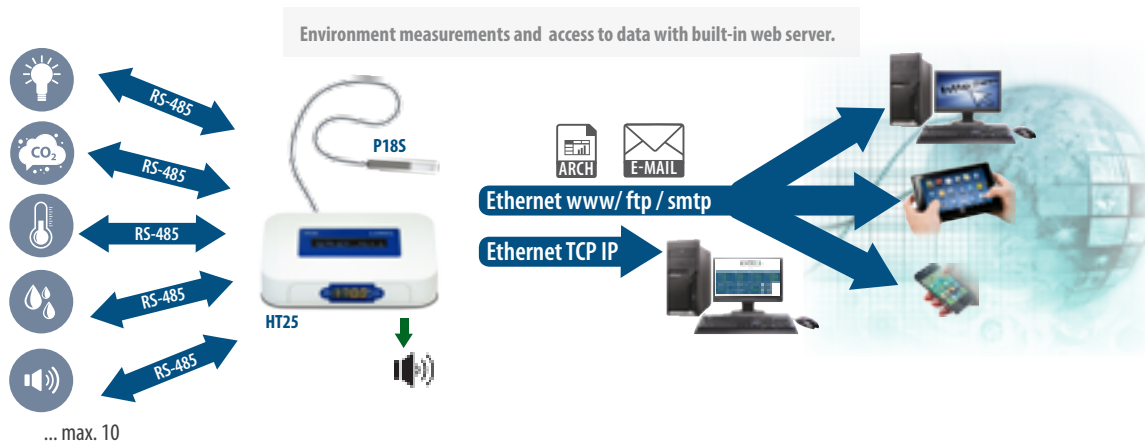 Environment measurements and access to data with built-in web server.
RS-485
CO₂
RS-485
RS-485
RS-485
RS-485
... max. 10
P18S
HT25
ARCH
E-MAIL
Ethernet www/ ftp / smtp
Ethernet TCP IP